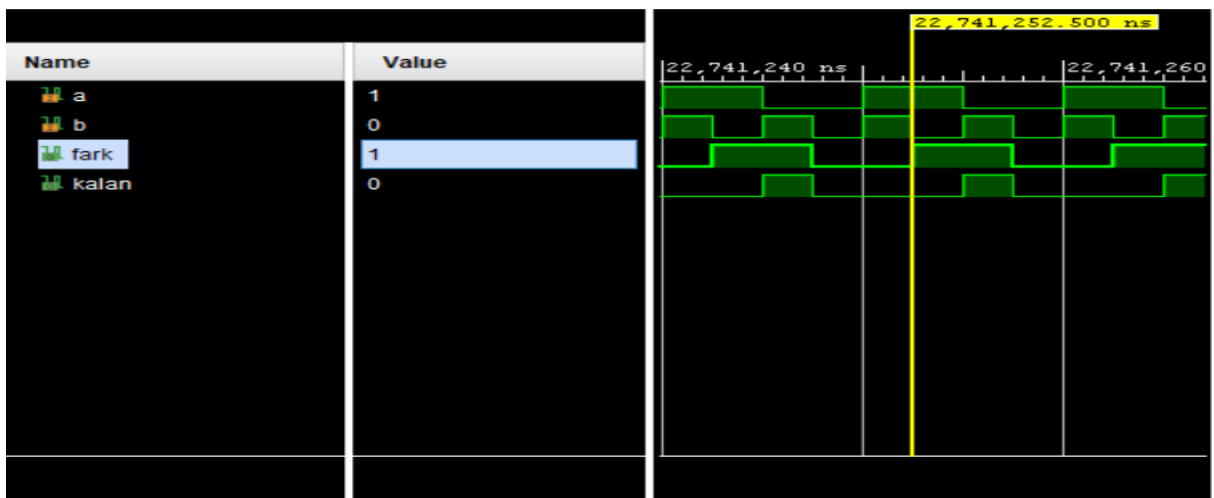 22,741,252.500 ns
Name Value
22,741,240 ns 22,741,260
a 1
b 0
fark 1
kalan 0